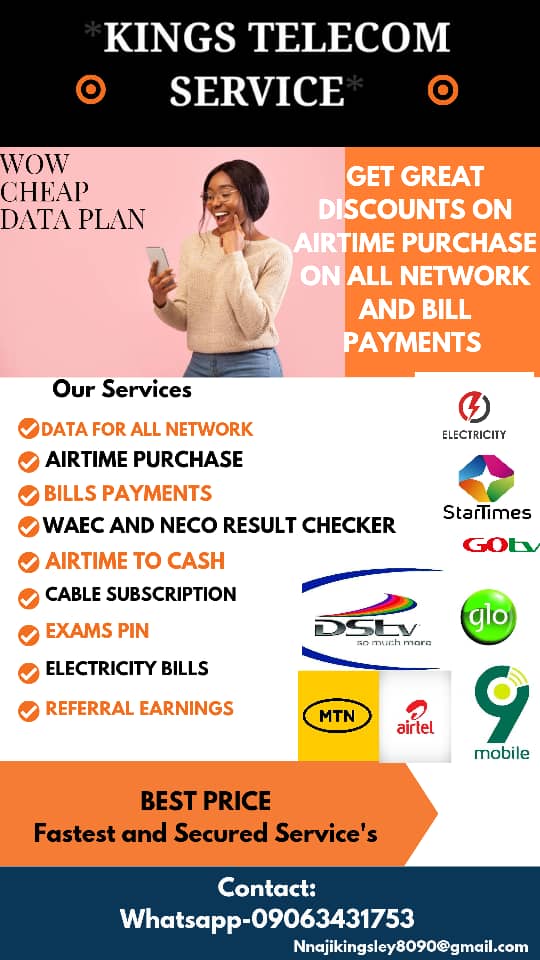 *KINGS TELECOM
SERVICE*
WOW
CHEAP
DATA PLAN
GET GREAT
DISCOUNTS ON
AIRTIME PURCHASE
ON ALL NETWORK
AND BILL
PAYMENTS
Our Services
DATA FOR ALL NETWORK
AIRTIME PURCHASE
BILLS PAYMENTS
WAEC AND NECO RESULT CHECKER
AIRTIME TO CASH
CABLE SUBSCRIPTION
EXAMS PIN
ELECTRICITY BILLS
REFERRAL EARNINGS
ELECTRICITY
StarTimes
GOtv
DStv
so much more
glo
MTN
airtel
9
mobile
BEST PRICE
Fastest and Secured Service's
Contact:
Whatsapp-09063431753
Nnajikingsley8090@gmail.com